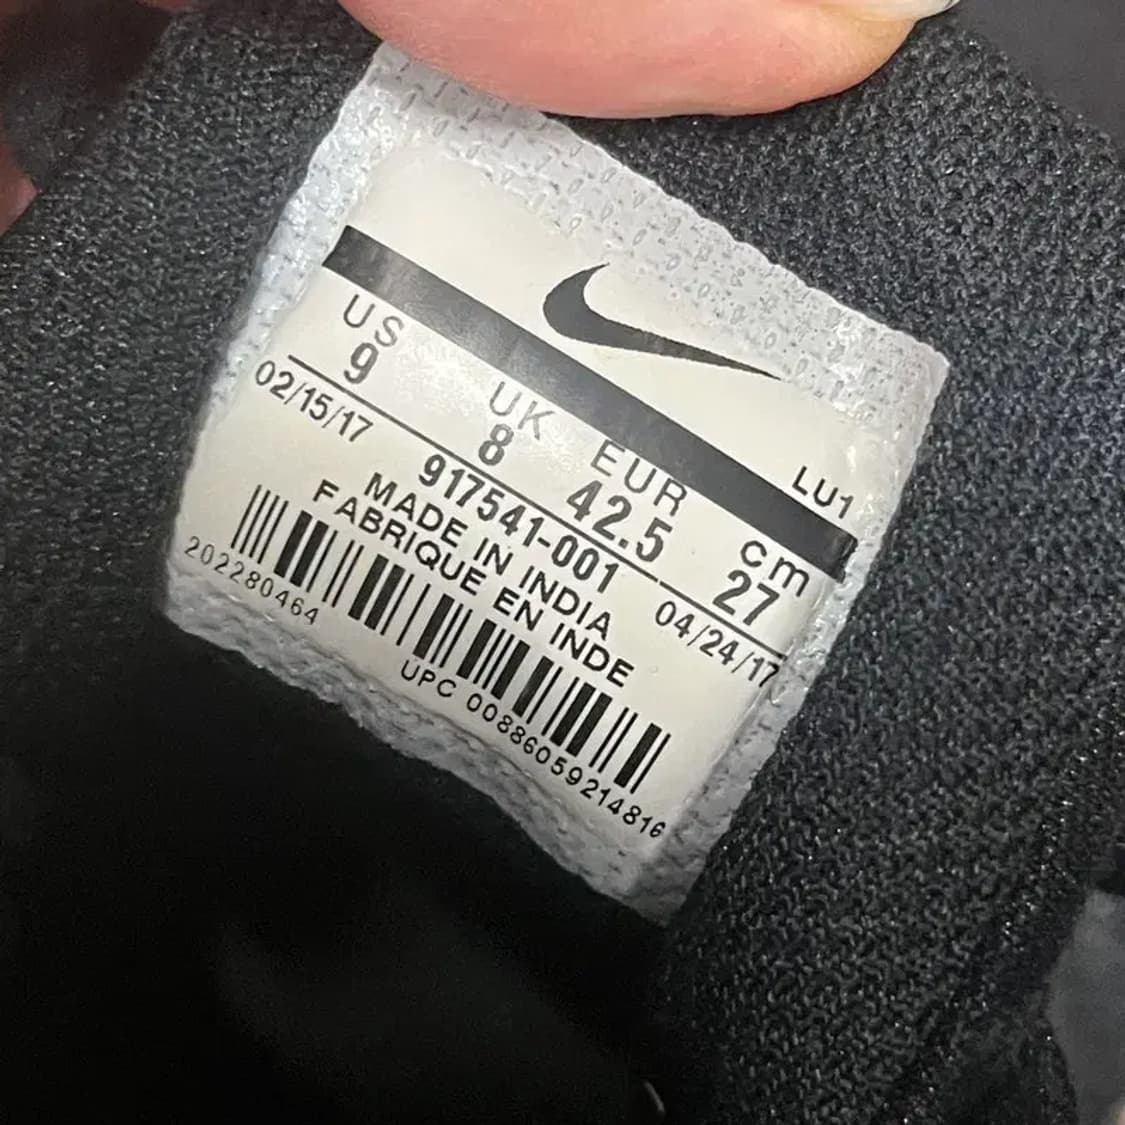 LU1
US UK EUR cm
9 8 42.5 27
02/15/17 917541-001 04/24/17
MADE IN INDIA
FABRIQUE EN INDE
202280464
UPC 00886059214816